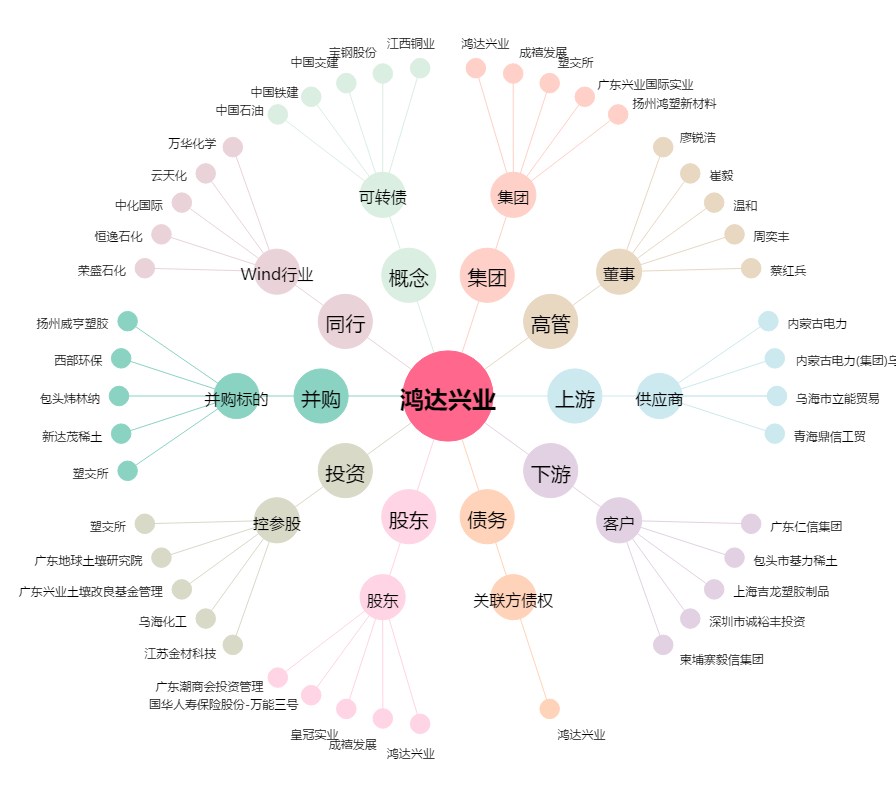 江西铜业
鸿达兴业
宝钢股份
成禧发展
中国交建
塑交所
中国铁建
广东兴业国际实业
中国石油
扬州鸿塑新材料
万华化学
廖锐浩
云天化
崔毅
可转债
集团
中化国际
温和
恒逸石化
周奕丰
荣盛石化
Wind行业
概念
集团
董事
蔡红兵
扬州威亨塑胶
同行
高管
内蒙古电力
西部环保
内蒙古电力(集团)乌
包头炜林纳
并购标的
并购
鸿达兴业
上游
供应商
乌海市立能贸易
新达茂稀土
青海鼎信工贸
塑交所
投资
下游
塑交所
控参股
股东
债务
客户
广东仁信集团
广东地球土壤研究院
包头市基力稀土
广东兴业土壤改良基金管理
上海吉龙塑胶制品
股东
关联方债权
乌海化工
深圳市诚裕丰投资
江苏金材科技
柬埔寨毅信集团
广东潮商会投资管理
国华人寿保险股份-万能三号
皇冠实业
鸿达兴业
成禧发展
鸿达兴业